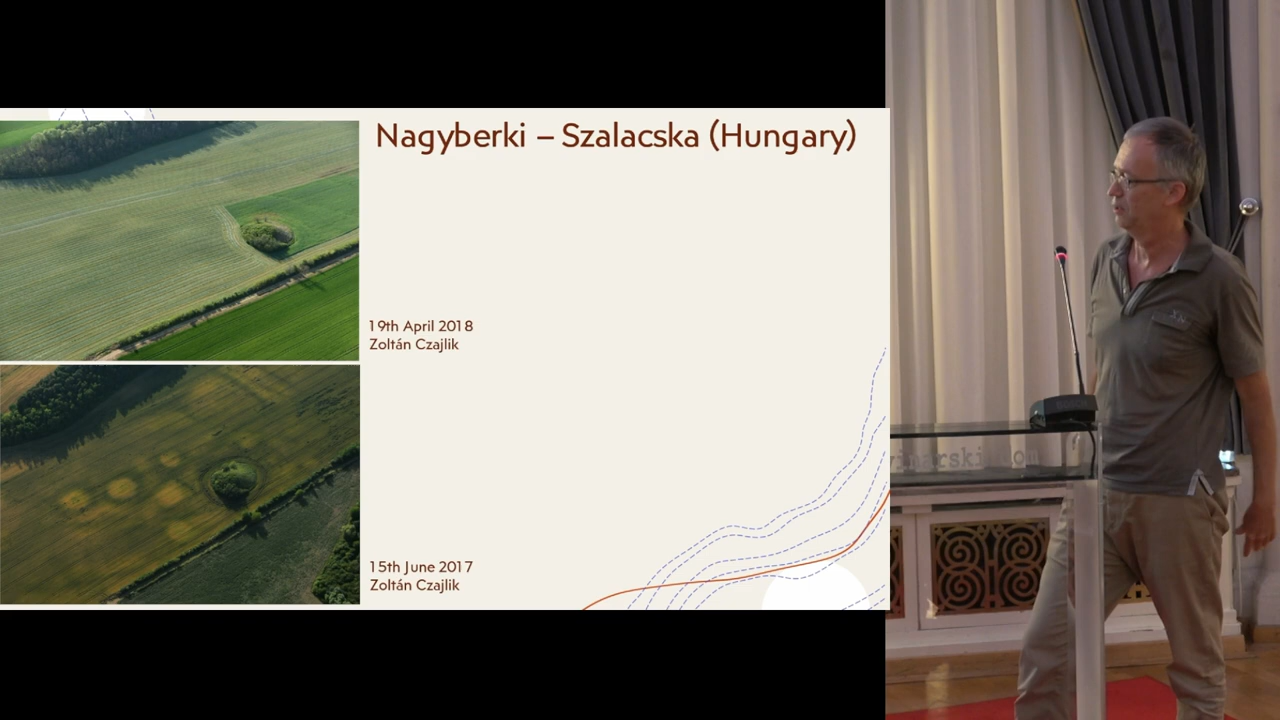 Nagyberki – Szalacska (Hungary)
19th April 2018
Zoltán Czajlik
15th June 2017
Zoltán Czajlik